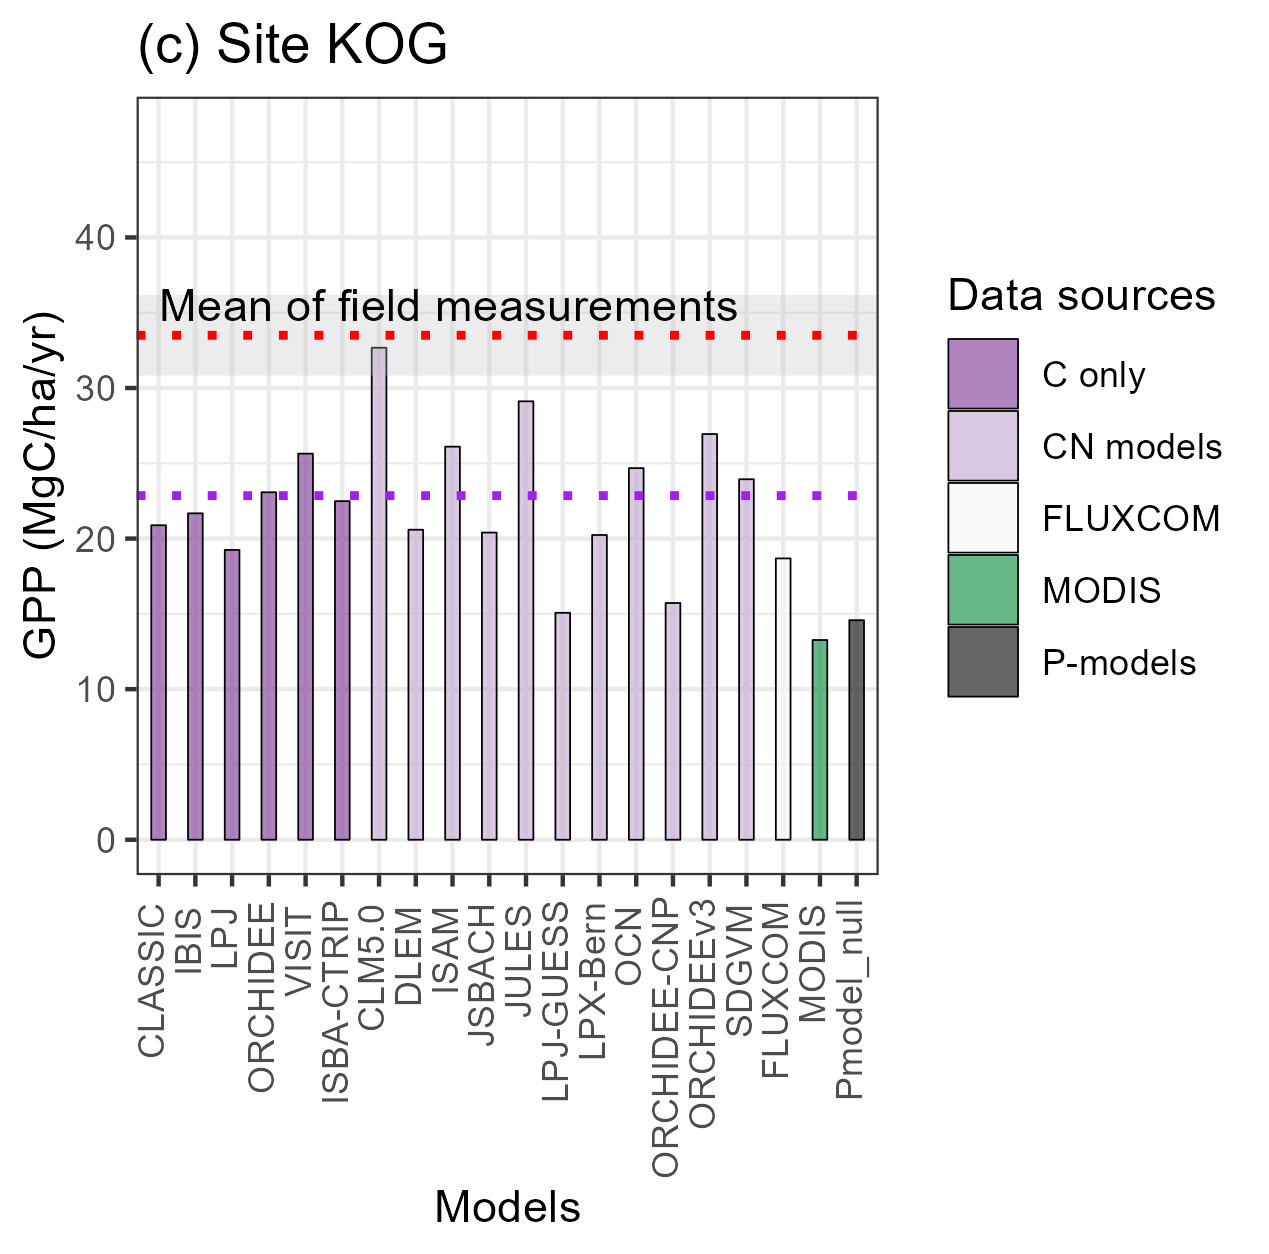 (c) Site KOG
GPP (MgC/ha/yr)
40
30
20
10
0
Mean of field measurements
CLASSIC
IBIS
LPJ
ORCHIDEE
VISIT
ISBA-CTRIP
CLM5.0
DLEM
ISAM
JSBACH
JULES
LPJ-GUESS
LPX-Bern
OCN
ORCHIDEE-CNP
ORCHIDEEv3
SDGVM
FLUXCOM
MODIS
Pmodel_null
Models
Data sources
C only
CN models
FLUXCOM
MODIS
P-models